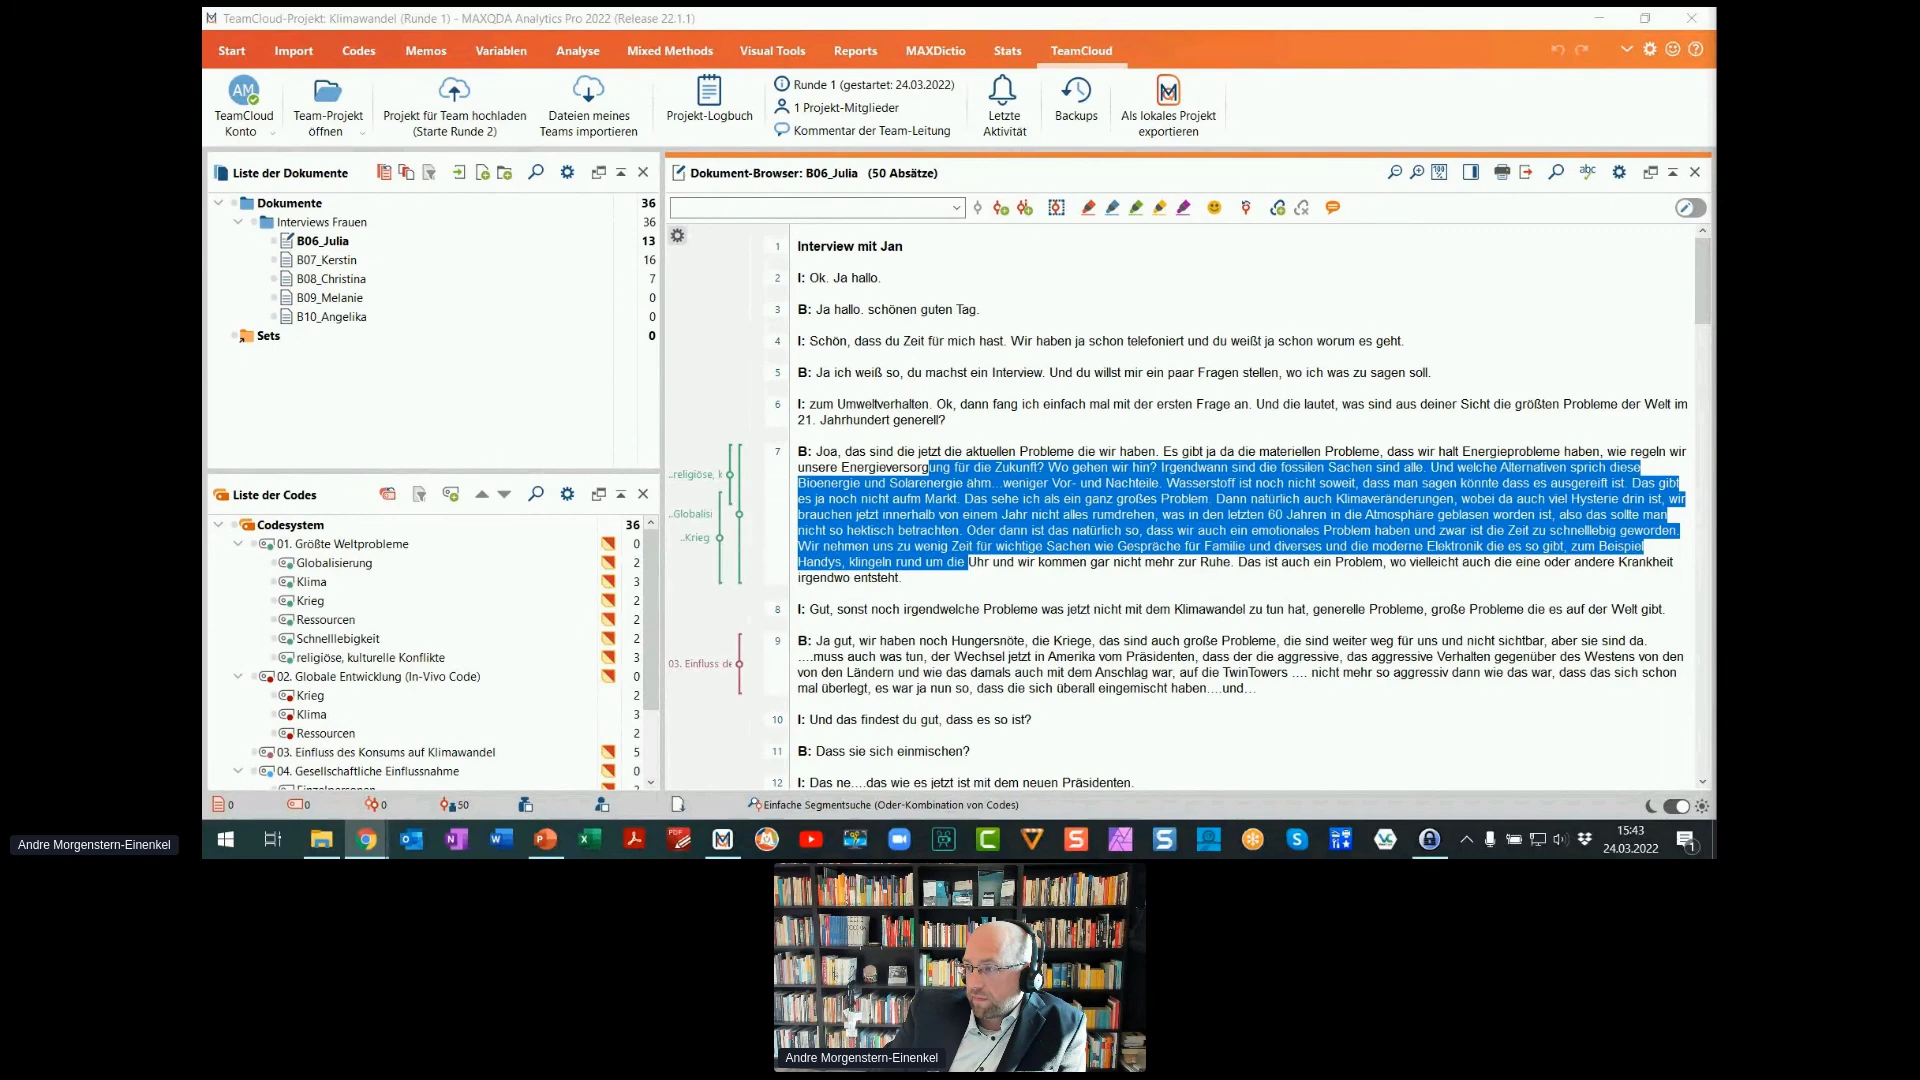 TeamCloud-Projekt: Klimawandel (Runde 1) - MAXQDA Analytics Pro 2022 (Release 22.1.1)
Start Import Codes Memos Variablen Analyse Mixed Methods Visual Tools Reports MAXDictio Stats TeamCloud
AM
TeamCloud
Konto
Team-Projekt
öffnen
Projekt für Team hochladen
(Starte Runde 2)
Dateien meines
Teams importieren
Projekt-Logbuch
Runde 1 (gestartet: 24.03.2022)
1 Projekt-Mitglieder
Kommentar der Team-Leitung
Letzte
Aktivität
Backups
Als lokales Projekt
exportieren
Liste der Dokumente
Dokumente 36
Interviews Frauen 36
B06_Julia 13
B07_Kerstin 16
B08_Christina 7
B09_Melanie 0
B10_Angelika 0
Sets 0
Liste der Codes
Codesystem 36
01. Größte Weltprobleme 0
Globalisierung 2
Klima 3
Krieg 2
Ressourcen 2
Schnelllebigkeit 2
religiöse, kulturelle Konflikte 3
02. Globale Entwicklung (In-Vivo Code) 0
Krieg 2
Klima 3
Ressourcen 2
03. Einfluss des Konsums auf Klimawandel 5
04. Gesellschaftliche Einflussnahme 0
Dokument-Browser: B06_Julia (50 Absätze)
1 Interview mit Jan
2 I: Ok. Ja hallo.
3 B: Ja hallo. schönen guten Tag.
4 I: Schön, dass du Zeit für mich hast. Wir haben ja schon telefoniert und du weißt ja schon worum es geht.
5 B: Ja ich weiß so, du machst ein Interview. Und du willst mir ein paar Fragen stellen, wo ich was zu sagen soll.
6 I: zum Umweltverhalten. Ok, dann fang ich einfach mal mit der ersten Frage an. Und die lautet, was sind aus deiner Sicht die größten Probleme der Welt im
21. Jahrhundert generell?
7 B: Joa, das sind die jetzt die aktuellen Probleme die wir haben. Es gibt ja da die materiellen Probleme, dass wir halt Energieprobleme haben, wie regeln wir
unsere Energieversorgung für die Zukunft? Wo gehen wir hin? Irgendwann sind die fossilen Sachen sind alle. Und welche Alternativen sprich diese
Bioenergie und Solarenergie ähm...weniger Vor- und Nachteile. Wasserstoff ist noch nicht soweit, dass man sagen könnte dass es ausgereift ist. Das gibt
es ja noch nicht aufm Markt. Das sehe ich als ein ganz großes Problem. Dann natürlich auch Klimaveränderungen, wobei da auch viel Hysterie drin ist, wir
brauchen jetzt innerhalb von einem Jahr nicht alles rumdrehen, was in den letzten 60 Jahren in die Atmosphäre geblasen worden ist, also das sollte man
nicht so hektisch betrachten. Oder dann ist das natürlich so, dass wir auch ein emotionales Problem haben und zwar ist die Zeit zu schnelllebig geworden.
Wir nehmen uns zu wenig Zeit für wichtige Sachen wie Gespräche für Familie und diverses und die moderne Elektronik die es so gibt, zum Beispiel
Handys, klingeln rund um die Uhr und wir kommen gar nicht mehr zur Ruhe. Das ist auch ein Problem, wo vielleicht auch die eine oder andere Krankheit
irgendwo entsteht.
..religiöse, k
..Globalisi
..Krieg
8 I: Gut, sonst noch irgendwelche Probleme was jetzt nicht mit dem Klimawandel zu tun hat, generelle Probleme, große Probleme die es auf der Welt gibt.
9 B: Ja gut, wir haben noch Hungersnöte, die Kriege, das sind auch große Probleme, die sind weiter weg für uns und nicht sichtbar, aber sie sind da.
....muss auch was tun, der Wechsel jetzt in Amerika vom Präsidenten, dass der die aggressive, das aggressive Verhalten gegenüber des Westens von den
von den Ländern und wie das damals auch mit dem Anschlag war, auf die TwinTowers .... nicht mehr so aggressiv dann wie das war, dass das sich schon
mal überlegt, es war ja nun so, dass die sich überall eingemischt haben....und...
03. Einfluss de
10 I: Und das findest du gut, dass es so ist?
11 B: Dass sie sich einmischen?
12 I: Das ne....das wie es jetzt ist mit dem neuen Präsidenten.
0 0 0 50
Einfache Segmentsuche (Oder-Kombination von Codes)
15:43
24.03.2022
Andre Morgenstern-Einenkel
Andre Morgenstern-Einenkel